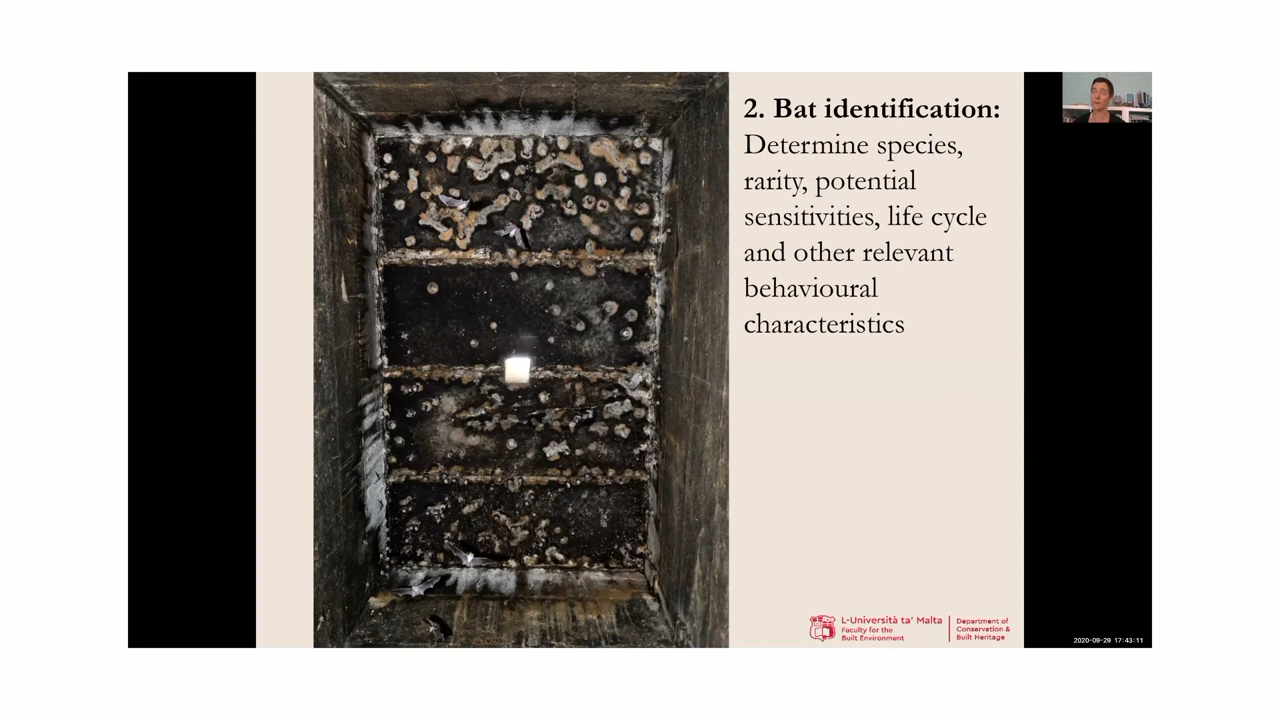 2. Bat identification:
Determine species,
rarity, potential
sensitivities, life cycle
and other relevant
behavioural
characteristics
L-Università ta' Malta
Faculty for the
Built Environment
Department of
Conservation &
Built Heritage
2020-09-29 17:43:11